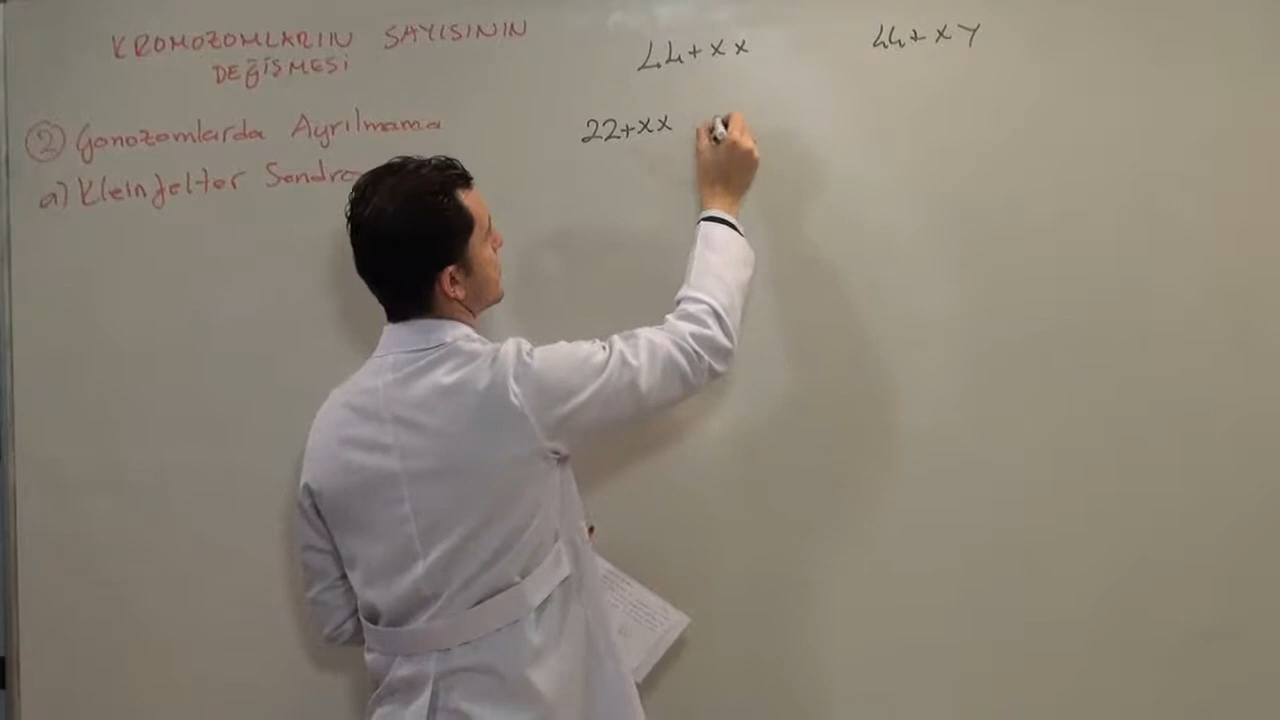 KROMOZOMLARIN SAYISININ
DEĞİŞMESİ
② Gonozomlarda Ayrılmama
a) Kleinfelter Sendro
44+XX
44+XY
22+XX